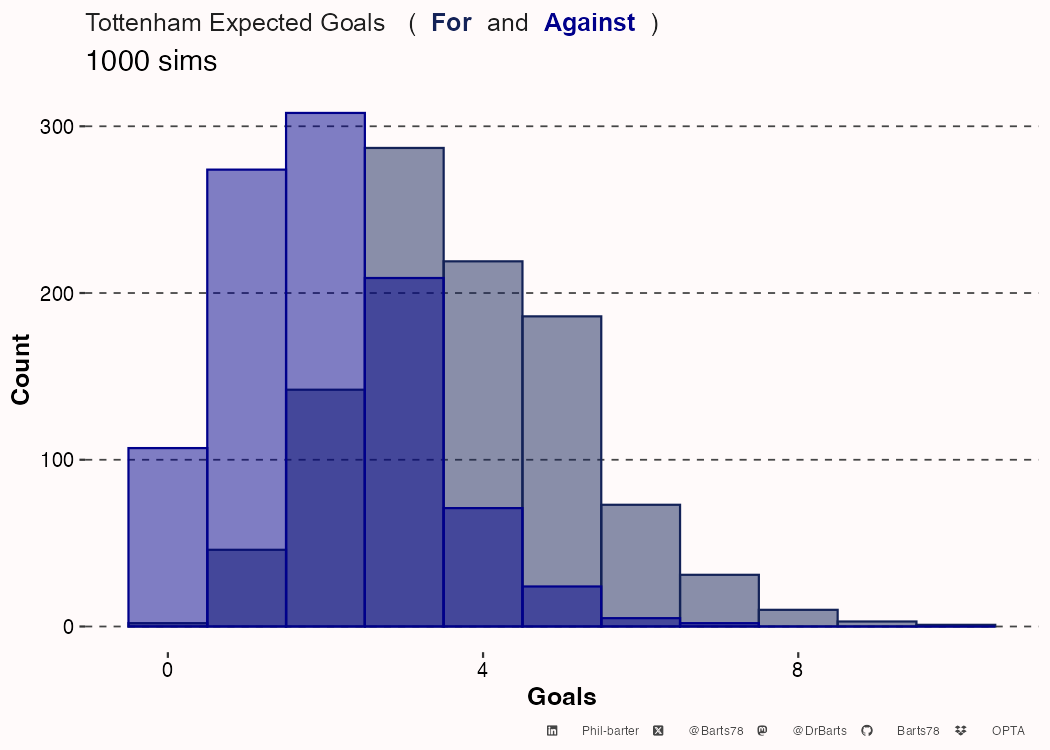 Tottenham Expected Goals ( For and Against )
1000 sims
300
200
100
0
Count
0 4 8
Goals
Phil-barter @Barts78 @DrBarts Barts78 OPTA